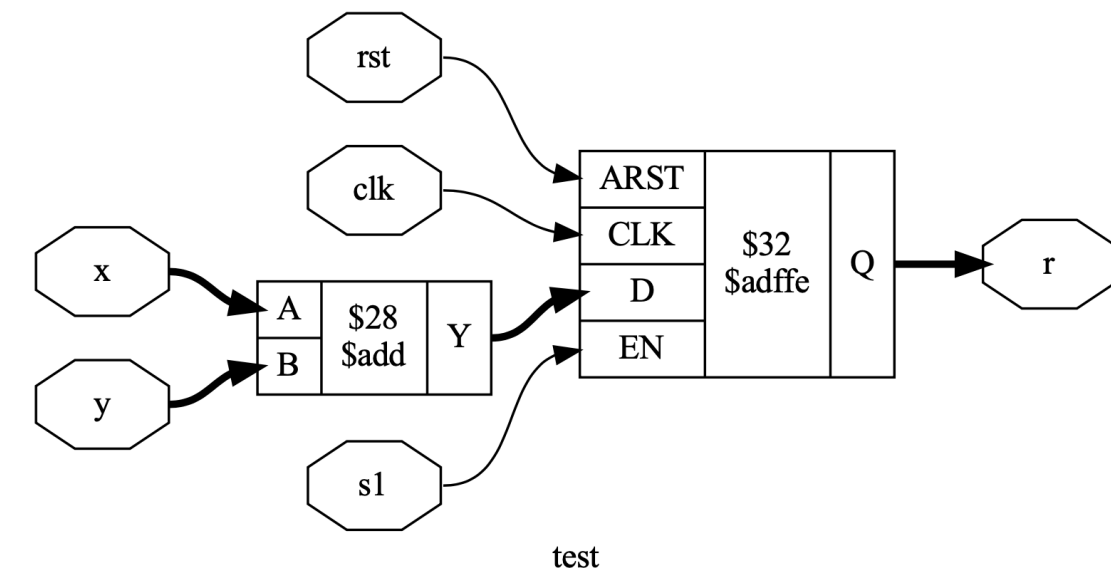 rst
clk
x
y
A
B
$28
$add
Y
s1
ARST
CLK
D
EN
$32
$adffe
Q
r
test